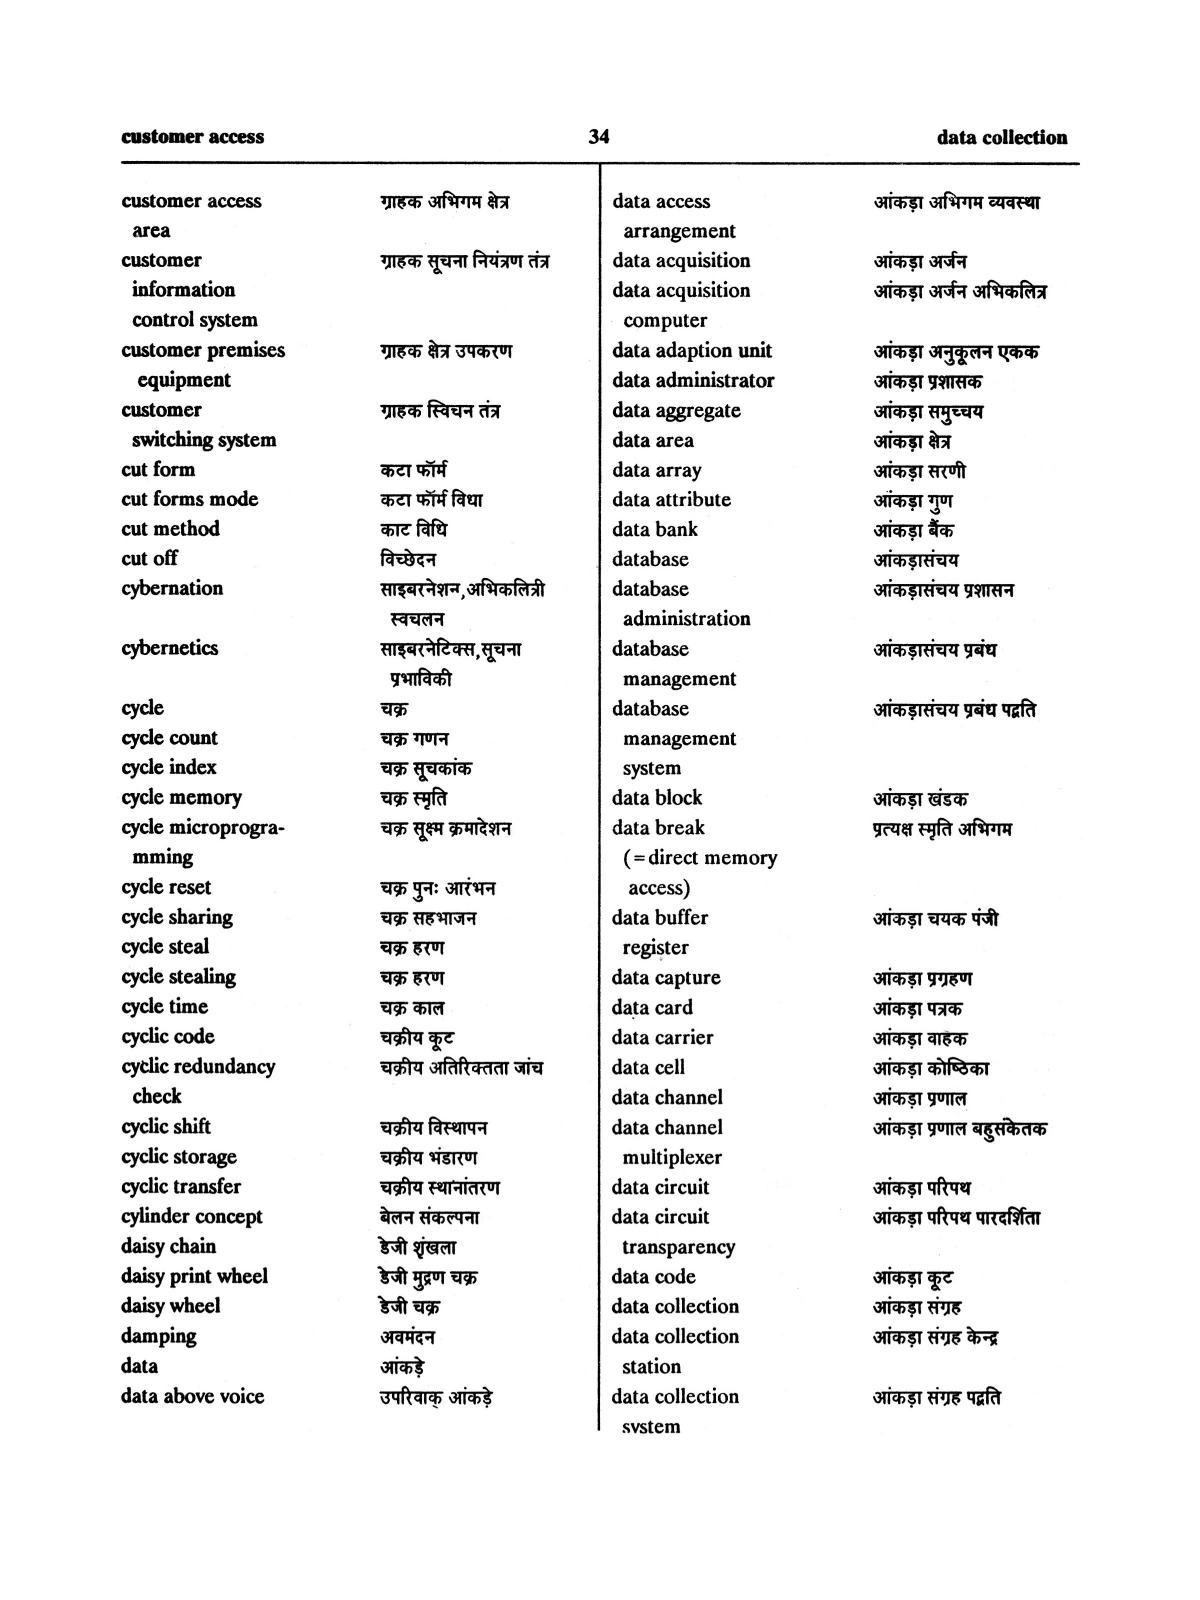 customer access 34 data collection
customer access ग्राहक अभिगम क्षेत्र
area
customer ग्राहक सूचना नियंत्रण तंत्र
information
control system
customer premises ग्राहक क्षेत्र उपकरण
equipment
customer ग्राहक स्विचन तंत्र
switching system
cut form कटा फॉर्म
cut forms mode कटा फॉर्म विधा
cut method काट विधि
cut off विच्छेदन
cybernation साइबरनेशन,अभिकलित्री
स्वचलन
cybernetics साइबरनेटिक्स,सूचना
प्रभाविकी
cycle चक्र
cycle count चक्र गणन
cycle index चक्र सूचकांक
cycle memory चक्र स्मृति
cycle microprogra- चक्र सूक्ष्म क्रमादेशन
mming
cycle reset चक्र पुनः आरंभन
cycle sharing चक्र सहभाजन
cycle steal चक्र हरण
cycle stealing चक्र हरण
cycle time चक्र काल
cyclic code चक्रीय कूट
cyclic redundancy चक्रीय अतिरिक्तता जांच
check
cyclic shift चक्रीय विस्थापन
cyclic storage चक्रीय भंडारण
cyclic transfer चक्रीय स्थानांतरण
cylinder concept बेलन संकल्पना
daisy chain डेजी शृंखला
daisy print wheel डेजी मुद्रण चक्र
daisy wheel डेजी चक्र
damping अवमंदन
data आंकड़े
data above voice उपरिवाक् आंकड़े
data access आंकड़ा अभिगम व्यवस्था
arrangement
data acquisition आंकड़ा अर्जन
data acquisition आंकड़ा अर्जन अभिकलित्र
computer
data adaption unit आंकड़ा अनुकूलन एकक
data administrator आंकड़ा प्रशासक
data aggregate आंकड़ा समुच्चय
data area आंकड़ा क्षेत्र
data array आंकड़ा सरणी
data attribute आंकड़ा गुण
data bank आंकड़ा बैंक
database आंकड़ासंचय
database आंकड़ासंचय प्रशासन
administration
database आंकड़ासंचय प्रबंध
management
database आंकड़ासंचय प्रबंध पद्वति
management
system
data block आंकड़ा खंडक
data break प्रत्यक्ष स्मृति अभिगम
(=direct memory
access)
data buffer आंकड़ा चयक पंजी
register
data capture आंकड़ा प्रग्रहण
data card आंकड़ा पत्रक
data carrier आंकड़ा वाहक
data cell आंकड़ा कोष्ठिका
data channel आंकड़ा प्रणाल
data channel आंकड़ा प्रणाल बहुसंकेतक
multiplexer
data circuit आंकड़ा परिपथ
data circuit आंकड़ा परिपथ पारदर्शिता
transparency
data code आंकड़ा कूट
data collection आंकड़ा संग्रह
data collection आंकड़ा संग्रह केन्द्र
station
data collection आंकड़ा संग्रह पद्वति
system